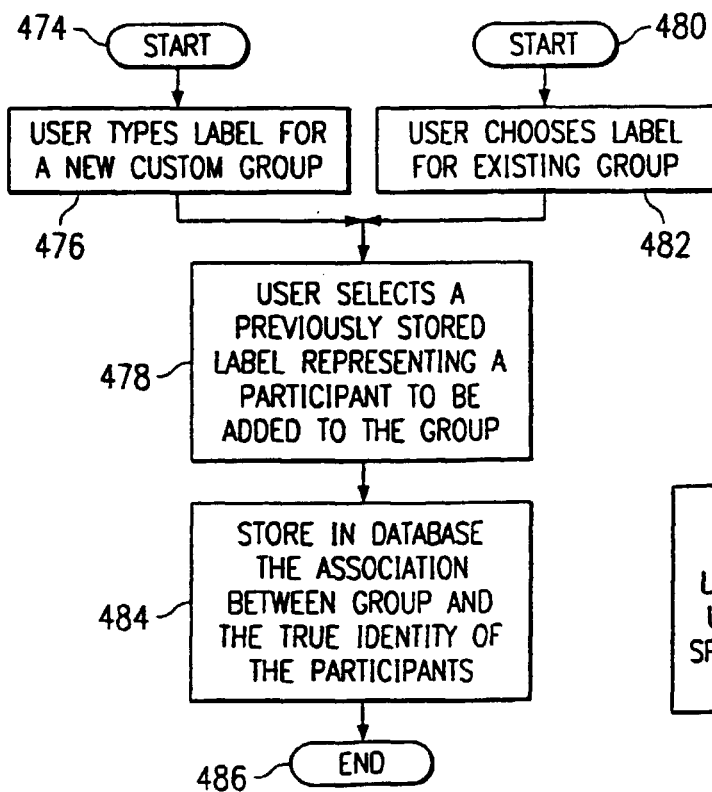 474
START
480
START
USER TYPES LABEL FOR
A NEW CUSTOM GROUP
476
USER CHOOSES LABEL
FOR EXISTING GROUP
482
USER SELECTS A
PREVIOUSLY STORED
LABEL REPRESENTING A
PARTICIPANT TO BE
ADDED TO THE GROUP
478
STORE IN DATABASE
THE ASSOCIATION
BETWEEN GROUP AND
THE TRUE IDENTITY OF
THE PARTICIPANTS
484
END
486